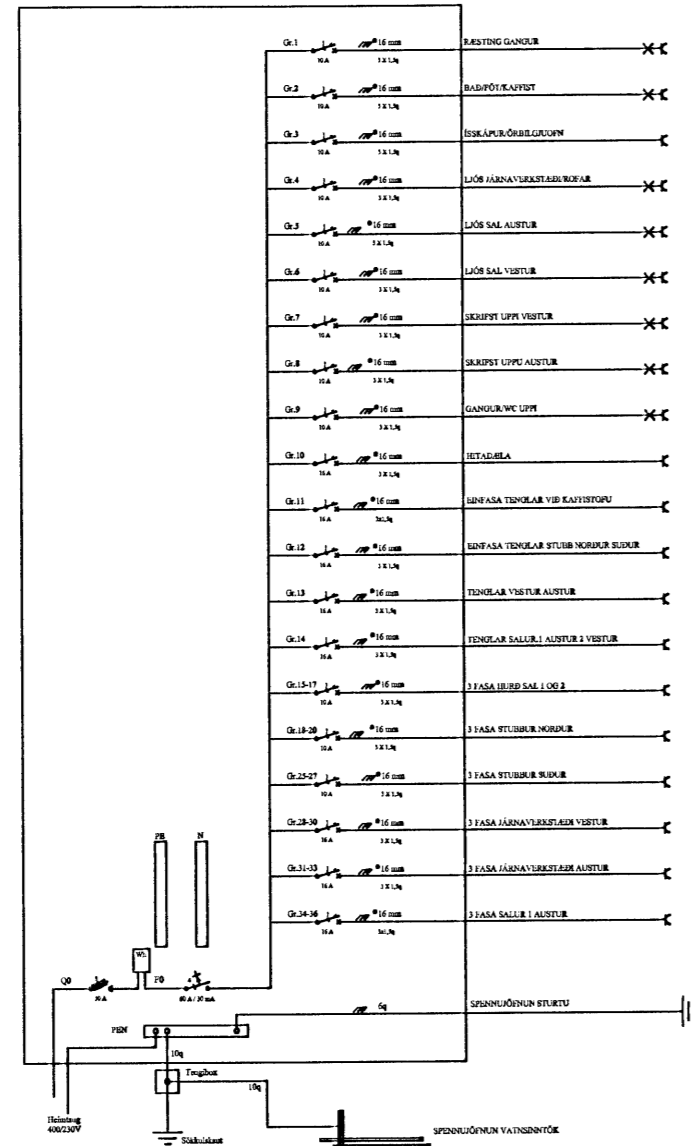 Gr.1 16 mm RÆSTING GANGUR
10 A 3 X 1,5q
Gr.2 16 mm BAÐ/FÖT/KAFFIST
10 A 3 X 1,5q
Gr.3 16 mm ÍSSKÁPUR/ÖRBILGJUOFN
10 A 3 X 1,5q
Gr.4 16 mm LJÓS JÁRNAVERKSTÆÐI/ROFAR
10 A 3 X 1,5q
Gr.5 16 mm LJÓS SAL AUSTUR
10 A 3 X 1,5q
Gr.6 16 mm LJÓS SAL VESTUR
10 A 3 X 1,5q
Gr.7 16 mm SKRIFST UPPI VESTUR
10 A 3 X 1,5q
Gr.8 16 mm SKRIFST UPPU AUSTUR
10 A 3 X 1,5q
Gr.9 16 mm GANGUR/WC UPPI
10 A 3 X 1,5q
Gr.10 16 mm HITADÆLA
16 A 3 X 1,5q
Gr.11 16 mm EINFASA TENGLAR VIÐ KAFFISTOFU
16 A 3x1,5q
Gr.12 16 mm EINFASA TENGLAR STUBB NORÐUR SUÐUR
16 A 3 X 1,5q
Gr.13 16 mm TENGLAR VESTUR AUSTUR
16 A 3 X 1,5q
Gr.14 16 mm TENGLAR SALUR.1 AUSTUR 2 VESTUR
16 A 3 X 1,5q
Gr.15-17 16 mm 3 FASA HURÐ SAL 1 OG 2
10 A 5 X 1,5q
Gr.18-20 16 mm 3 FASA STUBBUR NORÐUR
10 A 5 X 1,5q
Gr.25-27 16 mm 3 FASA STUBBUR SUÐUR
10 A 5 X 1,5q
Gr.28-30 16 mm 3 FASA JÁRNAVERKSTÆÐI VESTUR
16 A 5 X 1,5q
Gr.31-33 16 mm 3 FASA JÁRNAVERKSTÆÐI AUSTUR
16 A 5 X 1,5q
Gr.34-36 16 mm 3 FASA SALUR 1 AUSTUR
16 A 5x1,5q
PE N
Wh
Q0 F0
50 A 60 A / 30 mA
6q SPENNUJÖFNUN STURTU
PEN
10q
Tengibox
10q
Heimtaug
400/230V
Sökkulskaut
SPENNUJÖFNUN VATNSINNTÖK